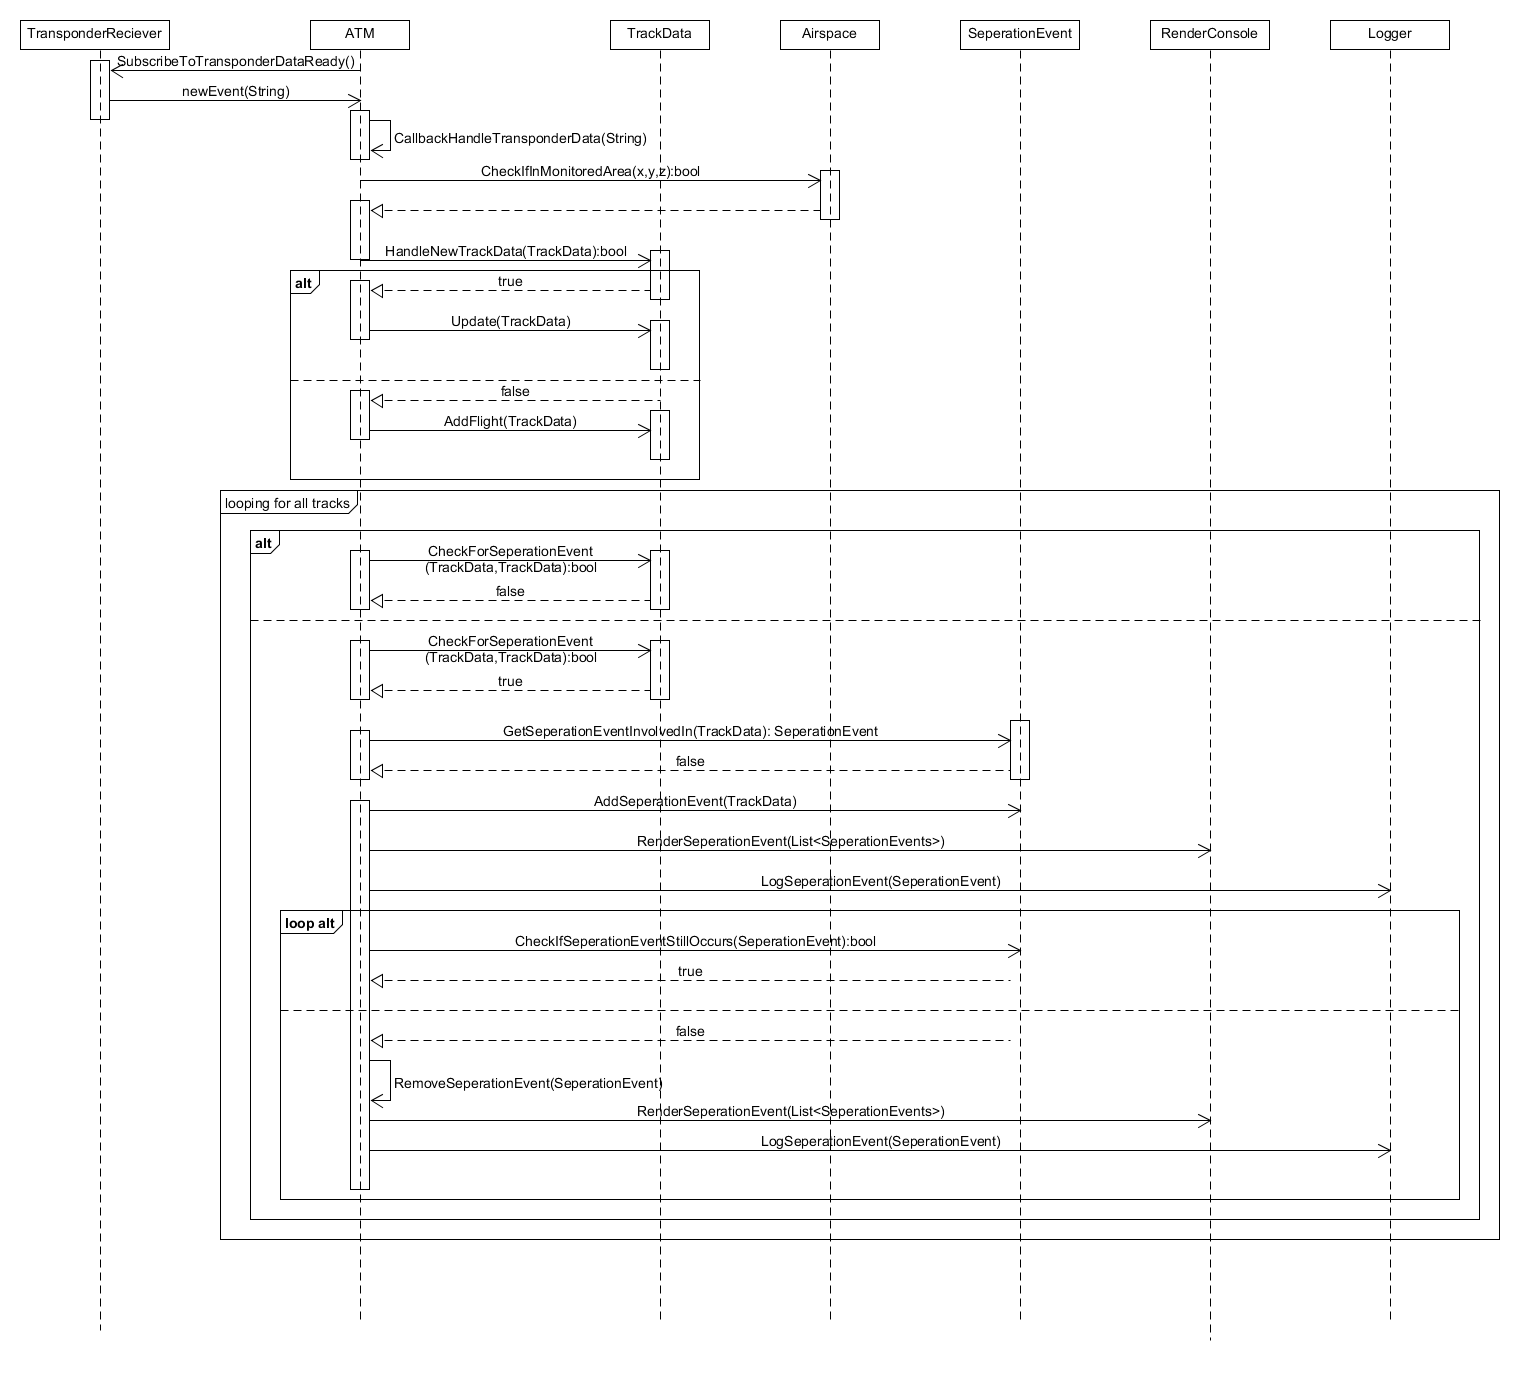 TransponderReciever
ATM
TrackData
Airspace
SeperationEvent
RenderConsole
Logger
SubscribeToTransponderDataReady()
newEvent(String)
CallbackHandleTransponderData(String)
CheckIfInMonitoredArea(x,y,z):bool
HandleNewTrackData(TrackData):bool
alt
true
Update(TrackData)
false
AddFlight(TrackData)
looping for all tracks
alt
CheckForSeperationEvent
(TrackData,TrackData):bool
false
CheckForSeperationEvent
(TrackData,TrackData):bool
true
GetSeperationEventInvolvedIn(TrackData): SeperationEvent
false
AddSeperationEvent(TrackData)
RenderSeperationEvent(List<SeperationEvents>)
LogSeperationEvent(SeperationEvent)
loop alt
CheckIfSeperationEventStillOccurs(SeperationEvent):bool
true
false
RemoveSeperationEvent(SeperationEvent)
RenderSeperationEvent(List<SeperationEvents>)
LogSeperationEvent(SeperationEvent)